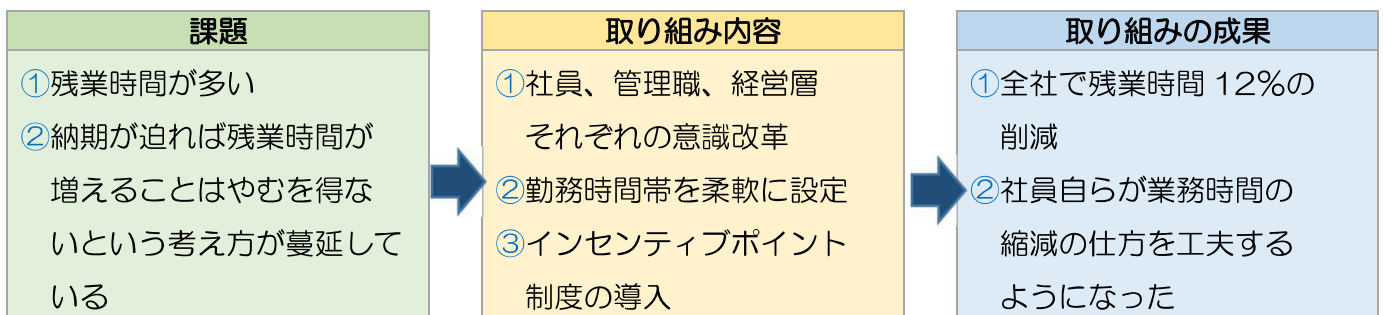 課題
①残業時間が多い
②納期が迫れば残業時間が
増えることはやむを得な
いという考え方が蔓延して
いる
取り組み内容
①社員、管理職、経営層
それぞれの意識改革
②勤務時間帯を柔軟に設定
③インセンティブポイント
制度の導入
取り組みの成果
①全社で残業時間 12%の
削減
②社員自らが業務時間の
縮減の仕方を工夫する
ようになった